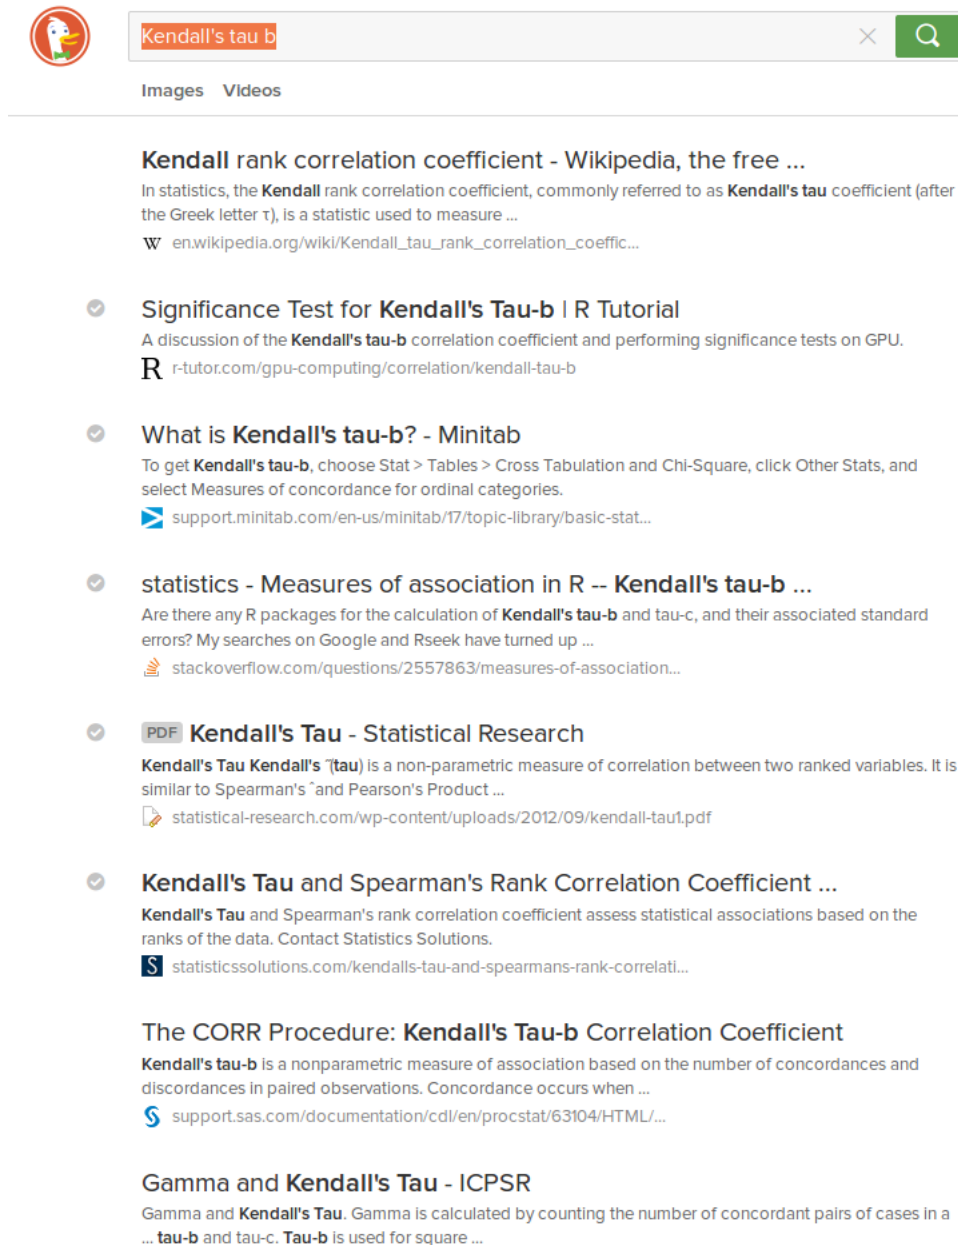 Kendall's tau b
Images Videos
Kendall rank correlation coefficient - Wikipedia, the free ...
In statistics, the Kendall rank correlation coefficient, commonly referred to as Kendall's tau coefficient (after
the Greek letter τ), is a statistic used to measure ...
W en.wikipedia.org/wiki/Kendall_tau_rank_correlation_coeffic...
Significance Test for Kendall's Tau-b | R Tutorial
A discussion of the Kendall's tau-b correlation coefficient and performing significance tests on GPU.
R r-tutor.com/gpu-computing/correlation/kendall-tau-b
What is Kendall's tau-b? - Minitab
To get Kendall's tau-b, choose Stat > Tables > Cross Tabulation and Chi-Square, click Other Stats, and
select Measures of concordance for ordinal categories.
support.minitab.com/en-us/minitab/17/topic-library/basic-stat...
statistics - Measures of association in R -- Kendall's tau-b ...
Are there any R packages for the calculation of Kendall's tau-b and tau-c, and their associated standard
errors? My searches on Google and Rseek have turned up ...
stackoverflow.com/questions/2557863/measures-of-association...
PDF Kendall's Tau - Statistical Research
Kendall's Tau Kendall's ˜(tau) is a non-parametric measure of correlation between two ranked variables. It is
similar to Spearman's ˆand Pearson's Product ...
statistical-research.com/wp-content/uploads/2012/09/kendall-tau1.pdf
Kendall's Tau and Spearman's Rank Correlation Coefficient ...
Kendall's Tau and Spearman's rank correlation coefficient assess statistical associations based on the
ranks of the data. Contact Statistics Solutions.
S statisticssolutions.com/kendalls-tau-and-spearmans-rank-correlati...
The CORR Procedure: Kendall's Tau-b Correlation Coefficient
Kendall's tau-b is a nonparametric measure of association based on the number of concordances and
discordances in paired observations. Concordance occurs when ...
support.sas.com/documentation/cdl/en/procstat/63104/HTML/...
Gamma and Kendall's Tau - ICPSR
Gamma and Kendall's Tau. Gamma is calculated by counting the number of concordant pairs of cases in a
... tau-b and tau-c. Tau-b is used for square ...